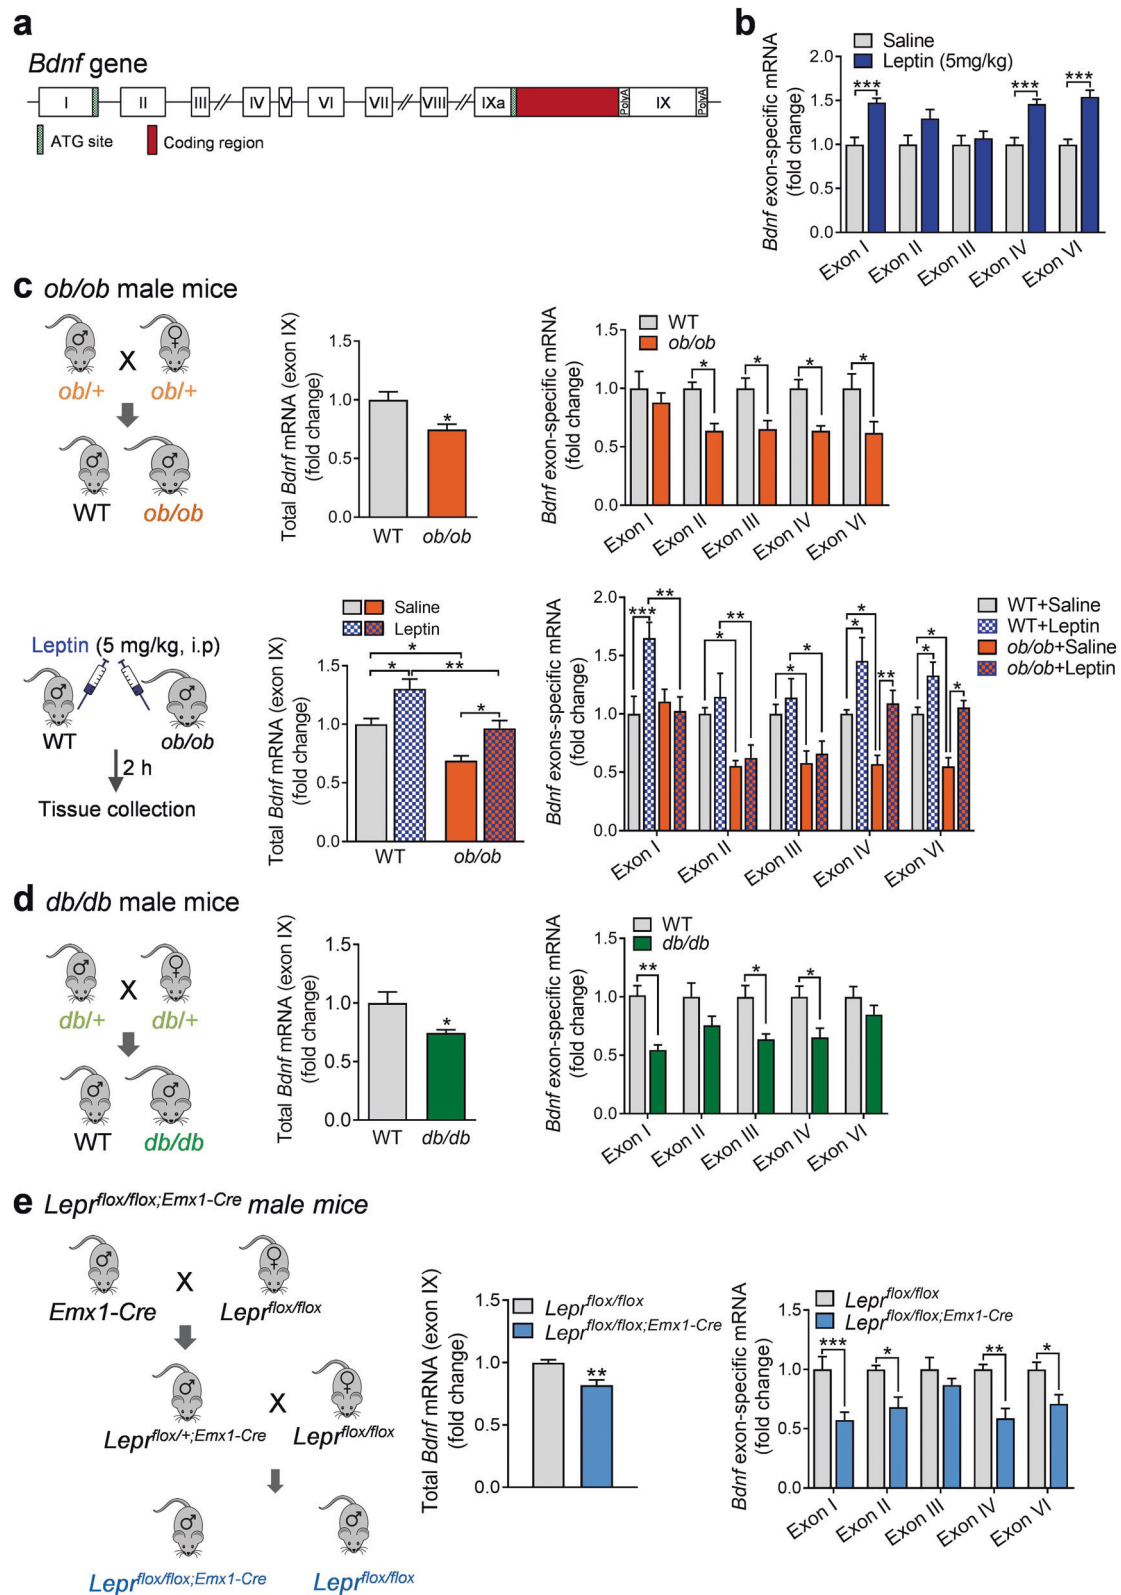 a
Bdnf gene
I II III IV V VI VII VIII IXa PolyA IX PolyA
ATG site Coding region
b
Saline
Leptin (5mg/kg)
Bdnf exon-specific mRNA
(fold change)
2.0
1.5
1.0
0.5
0.0
*** *** ***
Exon I Exon II Exon III Exon IV Exon VI
c ob/ob male mice
♂ X ♀
ob/+ ob/+
♂ ♂
WT ob/ob
Total Bdnf mRNA (exon IX)
(fold change)
1.5
1.0
0.5
0.0
*
WT ob/ob
Bdnf exon-specific mRNA
(fold change)
WT
ob/ob
1.5
1.0
0.5
0.0
* * * *
Exon I Exon II Exon III Exon IV Exon VI
Leptin (5 mg/kg, i.p)
♂ ♂
WT ob/ob
2 h
Tissue collection
Total Bdnf mRNA (exon IX)
(fold change)
Saline
Leptin
1.5
1.0
0.5
0.0
* * ** *
WT ob/ob
Bdnf exons-specific mRNA
(fold change)
2.0
1.5
1.0
0.5
0.0
*** ** * ** * * * * ** * * *
Exon I Exon II Exon III Exon IV Exon VI
WT+Saline
WT+Leptin
ob/ob+Saline
ob/ob+Leptin
d db/db male mice
♂ X ♀
db/+ db/+
♂ ♂
WT db/db
Total Bdnf mRNA (exon IX)
(fold change)
1.5
1.0
0.5
0.0
*
WT db/db
Bdnf exon-specific mRNA
(fold change)
WT
db/db
1.5
1.0
0.5
0.0
** * *
Exon I Exon II Exon III Exon IV Exon VI
e Lepr flox/flox;Emx1-Cre male mice
♂ X ♀
Emx1-Cre Lepr flox/flox
♂ X ♀
Lepr flox/+;Emx1-Cre Lepr flox/flox
♂ ♂
Lepr flox/flox;Emx1-Cre Lepr flox/flox
Total Bdnf mRNA (exon IX)
(fold change)
Lepr flox/flox
Lepr flox/flox;Emx1-Cre
1.5
1.0
0.5
0.0
**
Bdnf exon-specific mRNA
(fold change)
Lepr flox/flox
Lepr flox/flox;Emx1-Cre
1.5
1.0
0.5
0.0
*** * ** *
Exon I Exon II Exon III Exon IV Exon VI